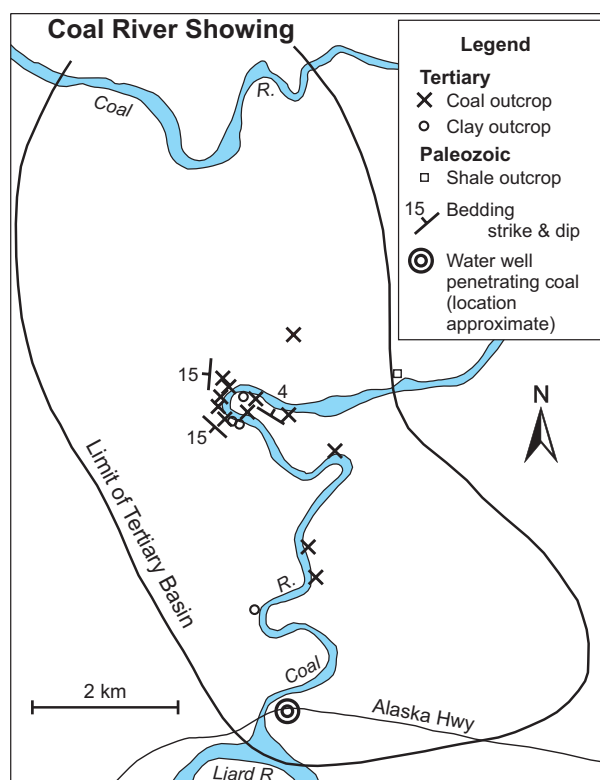 Coal River Showing
Legend
Tertiary
Coal outcrop
Clay outcrop
Paleozoic
Shale outcrop
15
Bedding
strike & dip
Water well
penetrating coal
(location
approximate)
Coal
R.
N
15
4
15
Limit of Tertiary Basin
R.
Coal
2 km
Alaska Hwy
Liard R